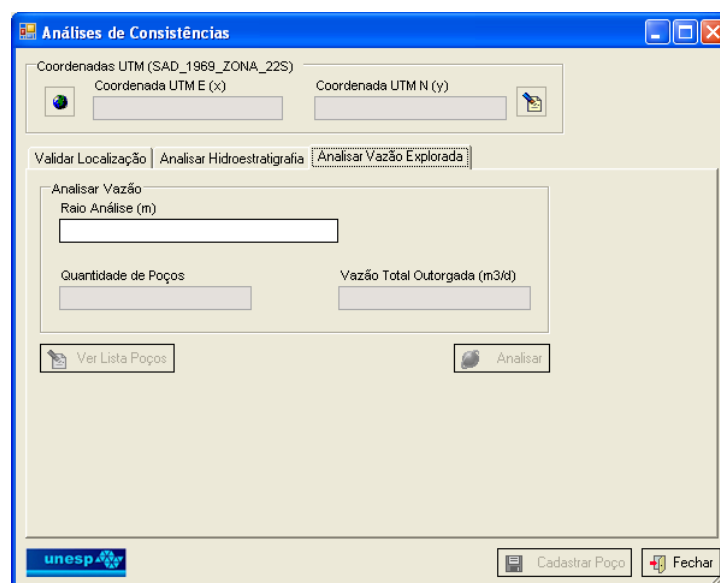 Análises de Consistências
Coordenadas UTM (SAD_1969_ZONA_22S)
Coordenada UTM E (x) Coordenada UTM N (y)
Validar Localização Analisar Hidroestratigrafia Analisar Vazão Explorada
Analisar Vazão
Raio Análise (m)
Quantidade de Poços Vazão Total Outorgada (m3/d)
Ver Lista Poços Analisar
unesp Cadastrar Poço Fechar